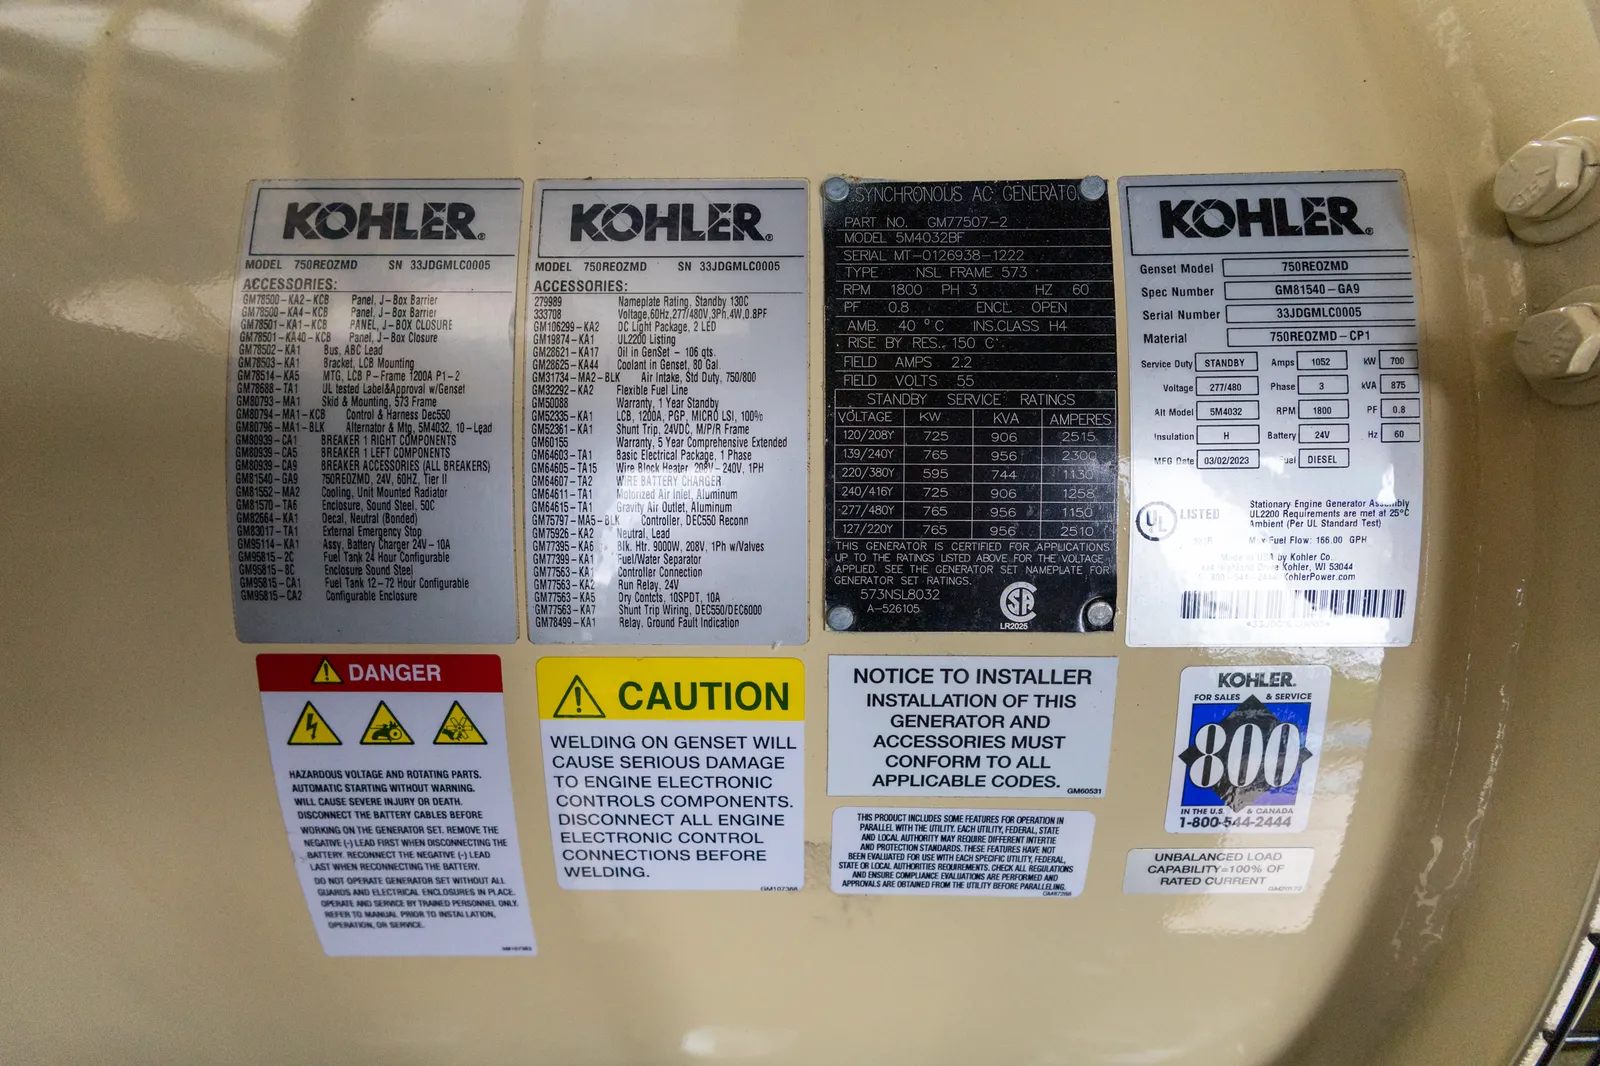 KOHLER®
MODEL 750REOZMD SN 33JDGMLC0005
ACCESSORIES:
GM78500-KA2-KCB Panel, J-Box Barrier
GM78500-KA4-KCB Panel, J-Box Barrier
GM78501-KA1-KCB PANEL, J-BOX CLOSURE
GM78501-KA40-KCB Panel, J-Box Closure
GM78502-KA1 Bus, ABC Lead
GM78503-KA1 Bracket, LCB Mounting
GM78514-KA5 MTG, LCB P-Frame 1200A P1-2
GM78688-TA1 UL tested Label&Approval w/Genset
GM80793-MA1 Skid & Mounting, 573 Frame
GM80794-MA1-KCB Control & Harness Dec550
GM80796-MA1-BLK Alternator & Mtg, 5M4032, 10-Lead
GM80939-CA1 BREAKER 1 RIGHT COMPONENTS
GM80939-CA5 BREAKER 1 LEFT COMPONENTS
GM80939-CA9 BREAKER ACCESSORIES (ALL BREAKERS)
GM81540-GA9 750REOZMD, 24V, 60HZ, Tier II
GM81552-MA2 Cooling, Unit Mounted Radiator
GM81570-TA6 Enclosure, Sound Steel, 50C
GM82664-KA1 Decal, Neutral (Bonded)
GM83017-TA1 External Emergency Stop
GM95114-KA1 Assy, Battery Charger 24V-10A
GM95815-2C Fuel Tank 24 Hour Configurable
GM95815-8C Enclosure Sound Steel
GM95815-CA1 Fuel Tank 12-72 Hour Configurable
GM95815-CA2 Configurable Enclosure
KOHLER®
MODEL 750REOZMD SN 33JDGMLC0005
ACCESSORIES:
279989 Nameplate Rating, Standby 130C
333708 Voltage,60Hz,277/480V,3Ph,4W,0.8PF
GM106299-KA2 DC Light Package, 2 LED
GM19874-KA1 UL2200 Listing
GM28621-KA17 Oil in GenSet - 106 qts.
GM28625-KA44 Coolant in Genset, 80 Gal
GM31734-MA2-BLK Air Intake, Std Duty, 750/800
GM32292-KA2 Flexible Fuel Line
GM50088 Warranty, 1 Year Standby
GM52335-KA1 LCB, 1200A, PGP, MICRO LSI, 100%
GM52361-KA1 Shunt Trip, 24VDC, M/P/R Frame
GM60155 Warranty, 5 Year Comprehensive Extended
GM64603-TA1 Basic Electrical Package, 1 Phase
GM64605-TA15 Wire Block Heater, 208V-240V, 1PH
GM64607-TA2 WIRE BATTERY CHARGER
GM64611-TA1 Motorized Air Inlet, Aluminum
GM64615-TA1 Gravity Air Outlet, Aluminum
GM75797-MA5-BLK Controller, DEC550 Reconn
GM75926-KA2 Neutral, Lead
GM77395-KA6 Blk. Htr. 9000W, 208V, 1Ph w/Valves
GM77399-KA1 Fuel/Water Separator
GM77563-KA1 Controller Connection
GM77563-KA2 Run Relay, 24V
GM77563-KA5 Dry Contcts, 10SPDT, 10A
GM77563-KA7 Shunt Trip Wiring, DEC550/DEC6000
GM78499-KA1 Relay, Ground Fault Indication
SYNCHRONOUS AC GENERATO
PART NO. GM77507-2
MODEL 5M4032BF
SERIAL MT-0126938-1222
TYPE NSL FRAME 573
RPM 1800 PH 3 HZ 60
PF 0.8 ENCL OPEN
AMB. 40 °C INS.CLASS H4
RISE BY RES. 150 C°
FIELD AMPS 2.2
FIELD VOLTS 55
STANDBY SERVICE RATINGS
VOLTAGE KW KVA AMPERES
120/208Y 725 906 2515
139/240Y 765 956 2300
220/380Y 595 744 1130
240/416Y 725 906 1258
277/480Y 765 956 1150
127/220Y 765 956 2510
THIS GENERATOR IS CERTIFIED FOR APPLICATIONS
UP TO THE RATINGS LISTED ABOVE FOR THE VOLTAGE
APPLIED. SEE THE GENERATOR SET NAMEPLATE FOR
GENERATOR SET RATINGS.
573NSL8032
A-526105
SA
LR2025
KOHLER®
Genset Model 750REOZMD
Spec Number GM81540-GA9
Serial Number 33JDGMLC0005
Material 750REOZMD-CP1
Service Duty STANDBY Amps 1052 kW 700
Voltage 277/480 Phase 3 kVA 875
Alt Model 5M4032 RPM 1800 PF 0.8
Insulation H Battery 24V Hz 60
MFG Date 03/02/2023 Fuel DIESEL
UL LISTED
Stationary Engine Generator Assembly
UL2200 Requirements are met at 25°C
Ambient (Per UL Standard Test)
Max Fuel Flow: 166.00 GPH
Made in USA by Kohler Co.
444 Highland Drive Kohler, WI 53044
1-800-544-2444 KohlerPower.com
DANGER
HAZARDOUS VOLTAGE AND ROTATING PARTS.
AUTOMATIC STARTING WITHOUT WARNING.
WILL CAUSE SEVERE INJURY OR DEATH.
DISCONNECT THE BATTERY CABLES BEFORE
WORKING ON THE GENERATOR SET. REMOVE THE
NEGATIVE (-) LEAD FIRST WHEN DISCONNECTING THE
BATTERY. RECONNECT THE NEGATIVE (-) LEAD
LAST WHEN RECONNECTING THE BATTERY.
DO NOT OPERATE GENERATOR SET WITHOUT ALL
GUARDS AND ELECTRICAL ENCLOSURES IN PLACE.
OPERATE AND SERVICE BY TRAINED PERSONNEL ONLY.
REFER TO MANUAL PRIOR TO INSTALLATION,
OPERATION, OR SERVICE.
CAUTION
WELDING ON GENSET WILL
CAUSE SERIOUS DAMAGE
TO ENGINE ELECTRONIC
CONTROLS COMPONENTS.
DISCONNECT ALL ENGINE
ELECTRONIC CONTROL
CONNECTIONS BEFORE
WELDING.
GM107368
NOTICE TO INSTALLER
INSTALLATION OF THIS
GENERATOR AND
ACCESSORIES MUST
CONFORM TO ALL
APPLICABLE CODES.
GM60531
THIS PRODUCT INCLUDES SOME FEATURES FOR OPERATION IN
PARALLEL WITH THE UTILITY. EACH UTILITY, FEDERAL, STATE
AND LOCAL AUTHORITY MAY REQUIRE DIFFERENT INTERTIE
AND PROTECTION STANDARDS. THESE FEATURES HAVE NOT
BEEN EVALUATED FOR USE WITH EACH SPECIFIC UTILITY, FEDERAL,
STATE OR LOCAL AUTHORITIES REQUIREMENTS. CHECK ALL REGULATIONS
AND ENSURE COMPLIANCE EVALUATIONS ARE PERFORMED AND
APPROVALS ARE OBTAINED FROM THE UTILITY BEFORE PARALLELING.
KOHLER.
FOR SALES & SERVICE
800
IN THE U.S. & CANADA
1-800-544-2444
UNBALANCED LOAD
CAPABILITY=100% OF
RATED CURRENT